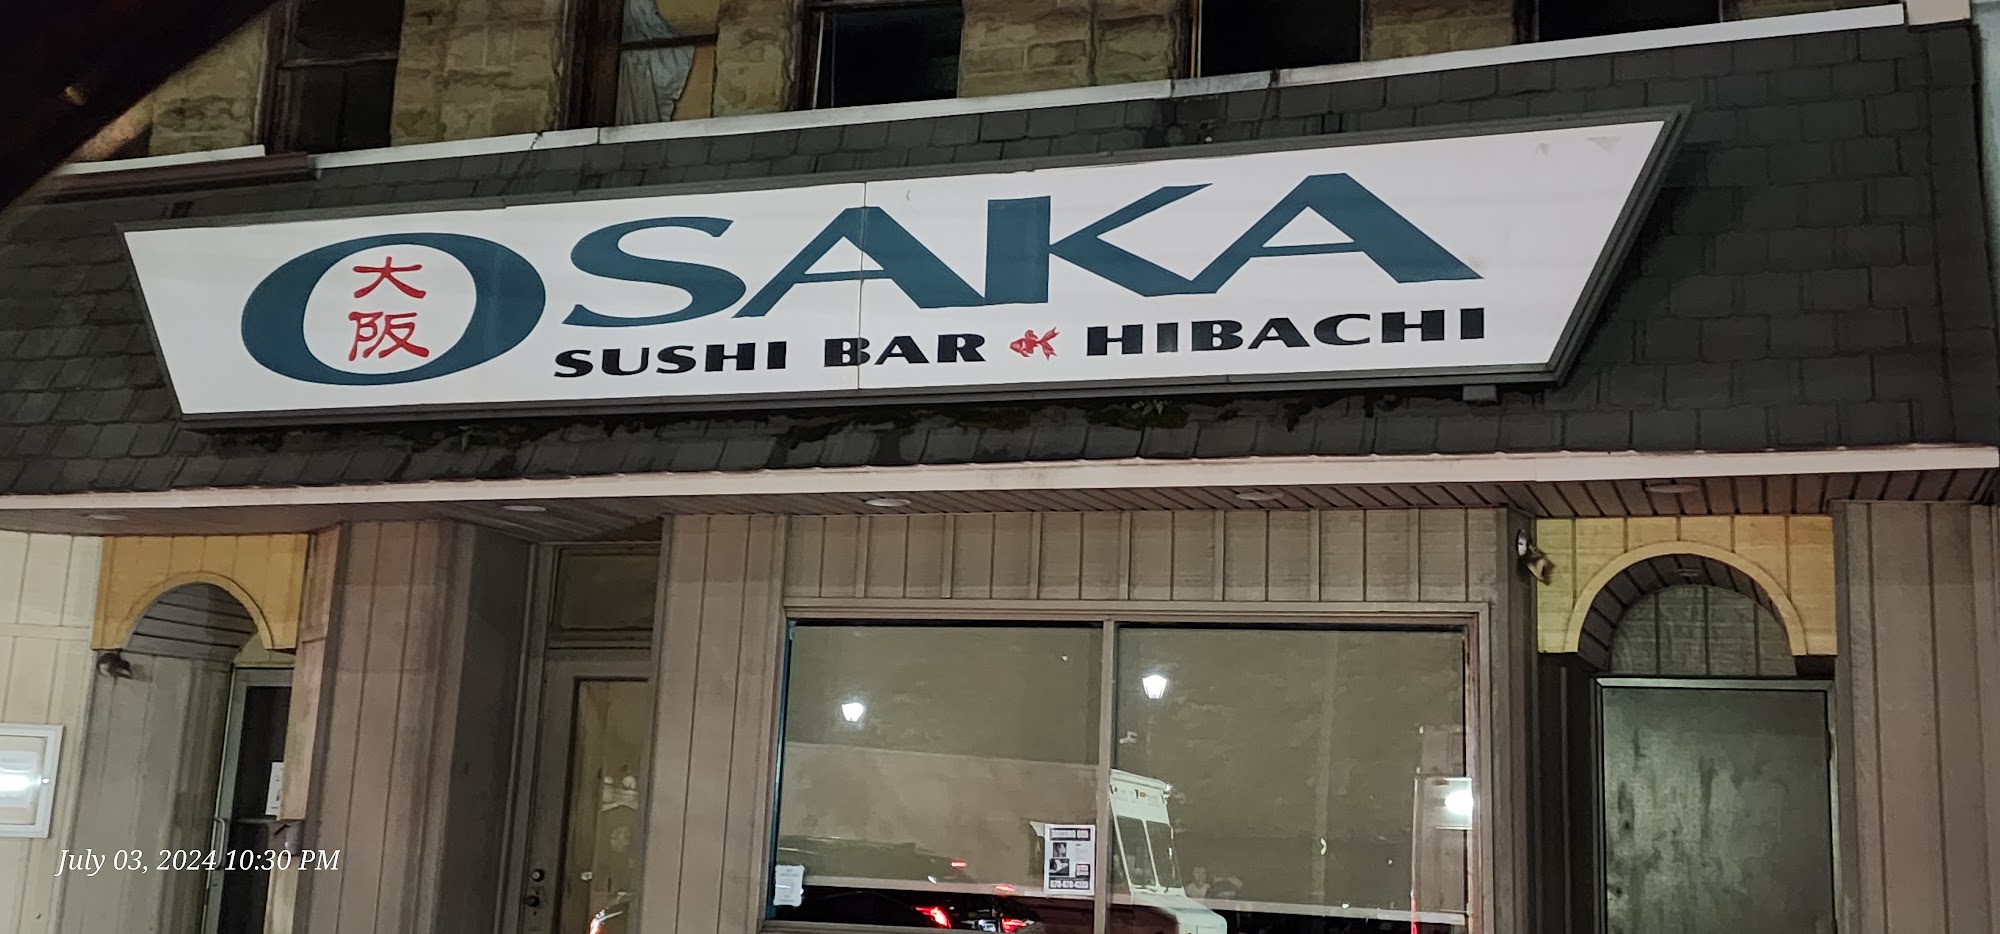 OSAKA
大
阪
SUSHI BAR HIBACHI
July 03, 2024 10:30 PM